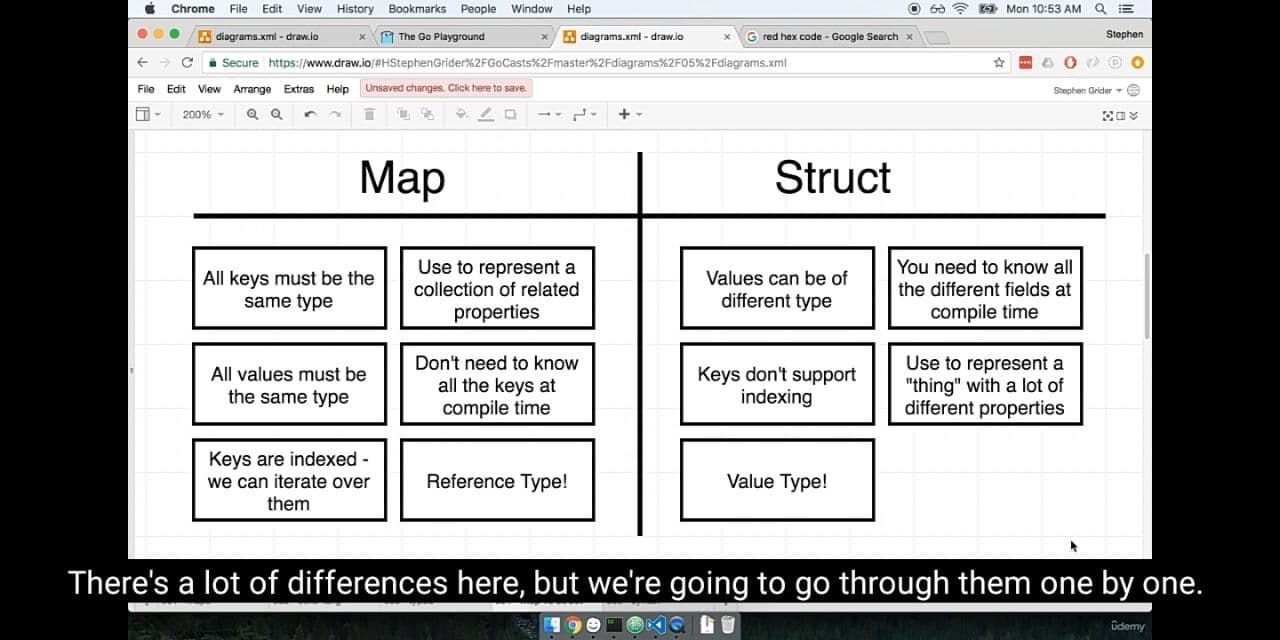 Chrome File Edit View History Bookmarks People Window Help Mon 10:53 AM
diagrams.xml - draw.io The Go Playground diagrams.xml - draw.io red hex code - Google Search Stephen
Secure https://www.draw.io/#HStephenGrider%2FGoCasts%2Fmaster%2Fdiagrams%2F05%2Fdiagrams.xml
File Edit View Arrange Extras Help Unsaved changes. Click here to save. Stephen Grider
200%
Map
Struct
All keys must be the
same type
Use to represent a
collection of related
properties
Values can be of
different type
You need to know all
the different fields at
compile time
All values must be
the same type
Don't need to know
all the keys at
compile time
Keys don't support
indexing
Use to represent a
"thing" with a lot of
different properties
Keys are indexed -
we can iterate over
them
Reference Type!
Value Type!
There's a lot of differences here, but we're going to go through them one by one.
ûdemy